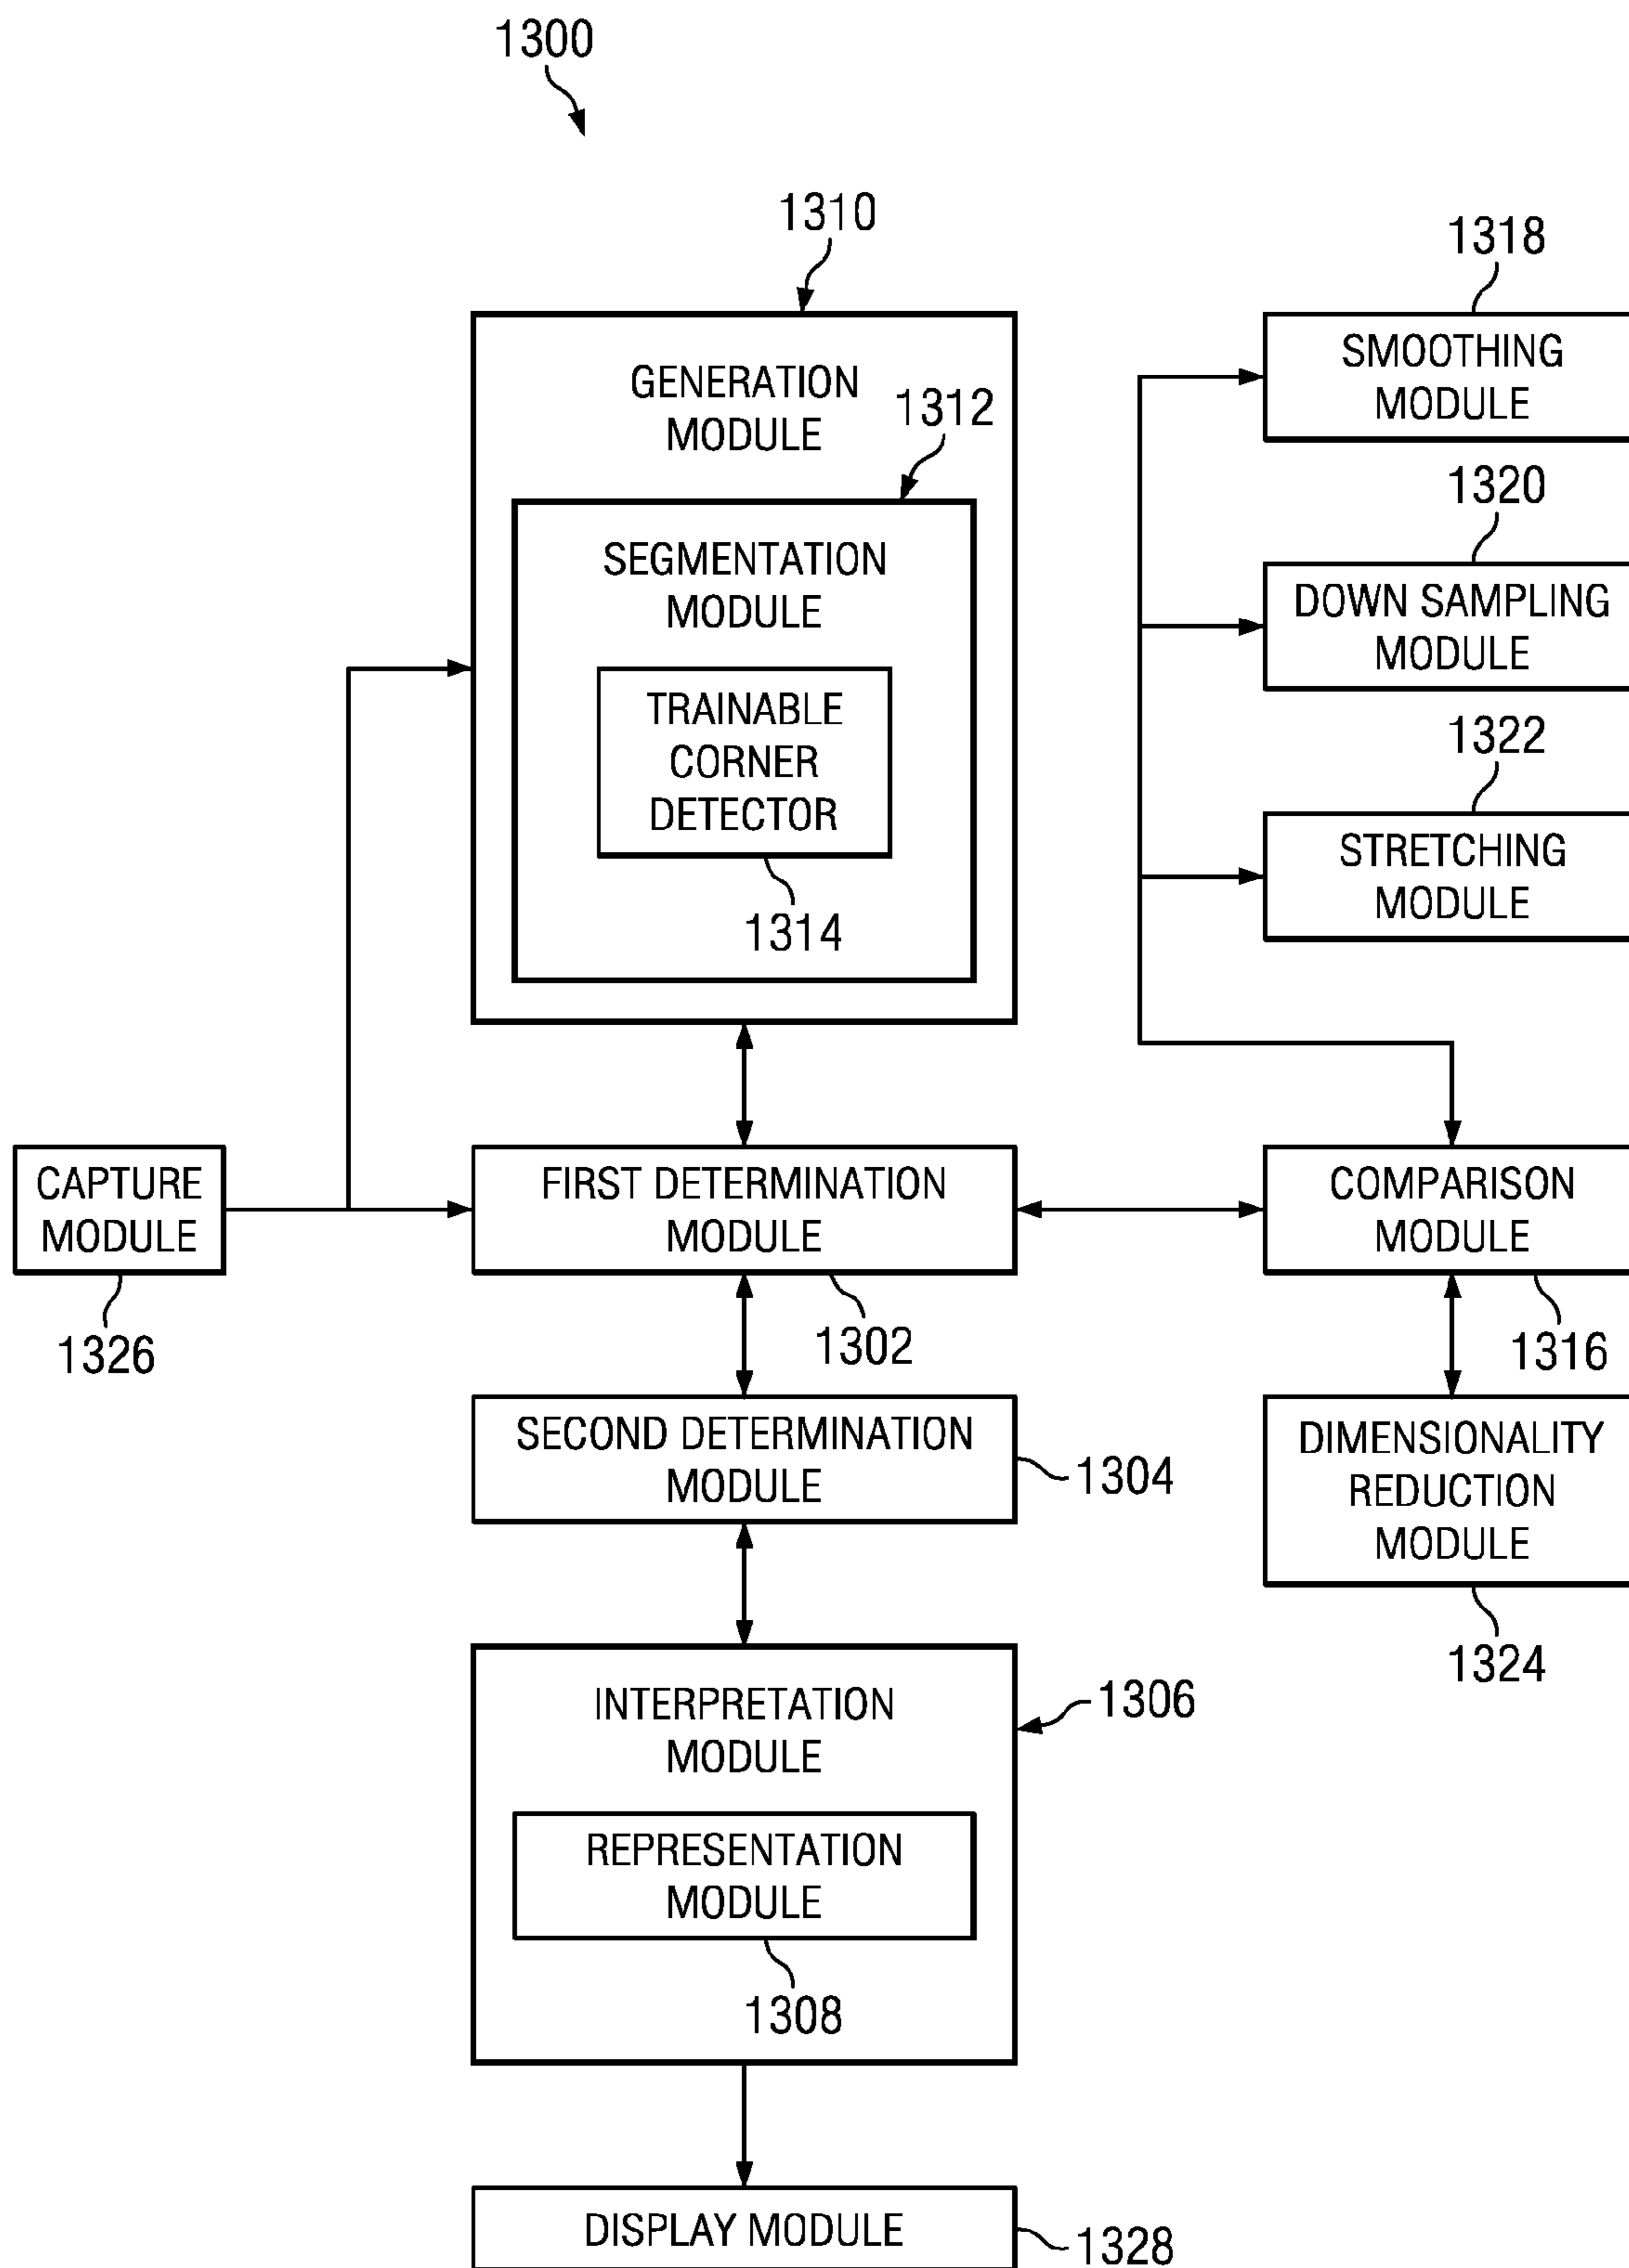 1300
1310
GENERATION
MODULE
1312
SEGMENTATION
MODULE
TRAINABLE
CORNER
DETECTOR
1314
1318
SMOOTHING
MODULE
1320
DOWN SAMPLING
MODULE
1322
STRETCHING
MODULE
CAPTURE
MODULE
1326
FIRST DETERMINATION
MODULE
1302
COMPARISON
MODULE
1316
SECOND DETERMINATION
MODULE
1304
DIMENSIONALITY
REDUCTION
MODULE
1324
INTERPRETATION
MODULE
1306
REPRESENTATION
MODULE
1308
DISPLAY MODULE
1328